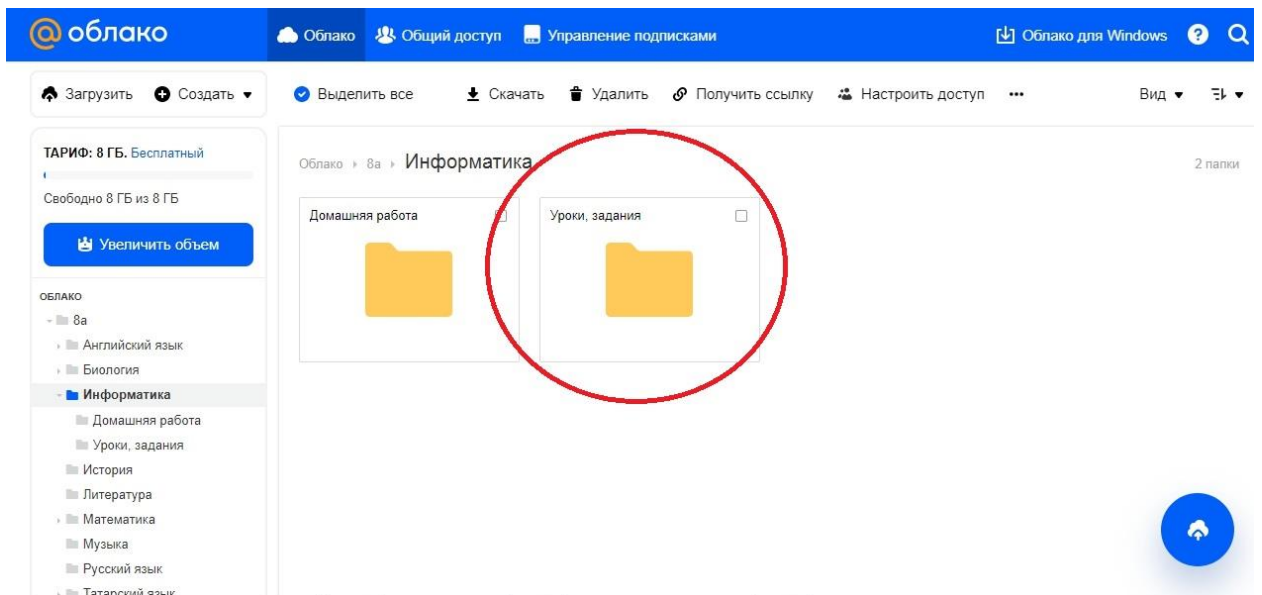 облако
Облако Общий доступ Управление подписками Облако для Windows ?
Загрузить Создать Выделить все Скачать Удалить Получить ссылку Настроить доступ ••• Вид
ТАРИФ: 8 ГБ. Бесплатный
Свободно 8 ГБ из 8 ГБ
Увеличить объем
ОБЛАКО
8а
Английский язык
Биология
Информатика
Домашняя работа
Уроки, задания
История
Литература
Математика
Музыка
Русский язык
Татарский язык
Облако › 8а › Информатика 2 папки
Домашняя работа Уроки, задания